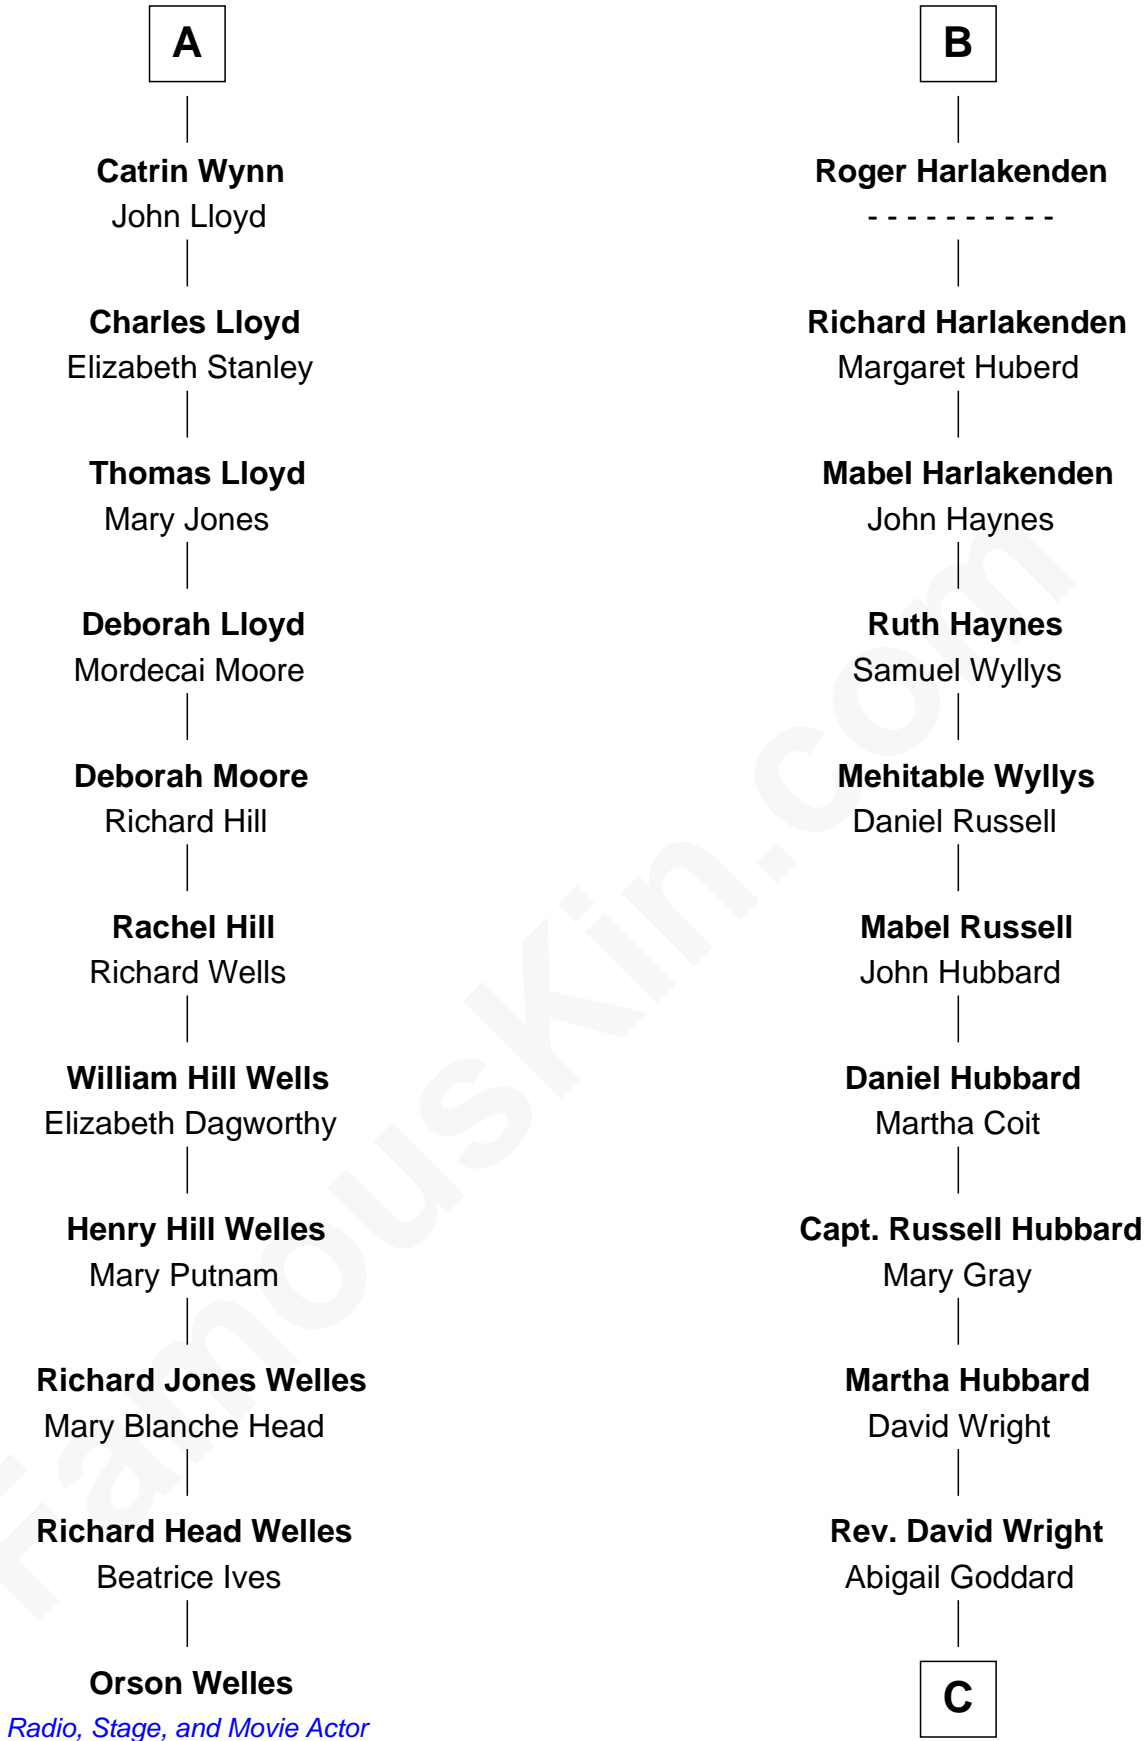 A
Catrin Wynn
John Lloyd
Charles Lloyd
Elizabeth Stanley
Thomas Lloyd
Mary Jones
Deborah Lloyd
Mordecai Moore
Deborah Moore
Richard Hill
Rachel Hill
Richard Wells
William Hill Wells
Elizabeth Dagworthy
Henry Hill Welles
Mary Putnam
Richard Jones Welles
Mary Blanche Head
Richard Head Welles
Beatrice Ives
Orson Welles
Radio, Stage, and Movie Actor
B
Roger Harlakenden
- - - - - - - - - -
Richard Harlakenden
Margaret Huberd
Mabel Harlakenden
John Haynes
Ruth Haynes
Samuel Wyllys
Mehitable Wyllys
Daniel Russell
Mabel Russell
John Hubbard
Daniel Hubbard
Martha Coit
Capt. Russell Hubbard
Mary Gray
Martha Hubbard
David Wright
Rev. David Wright
Abigail Goddard
C
FamousKin.com